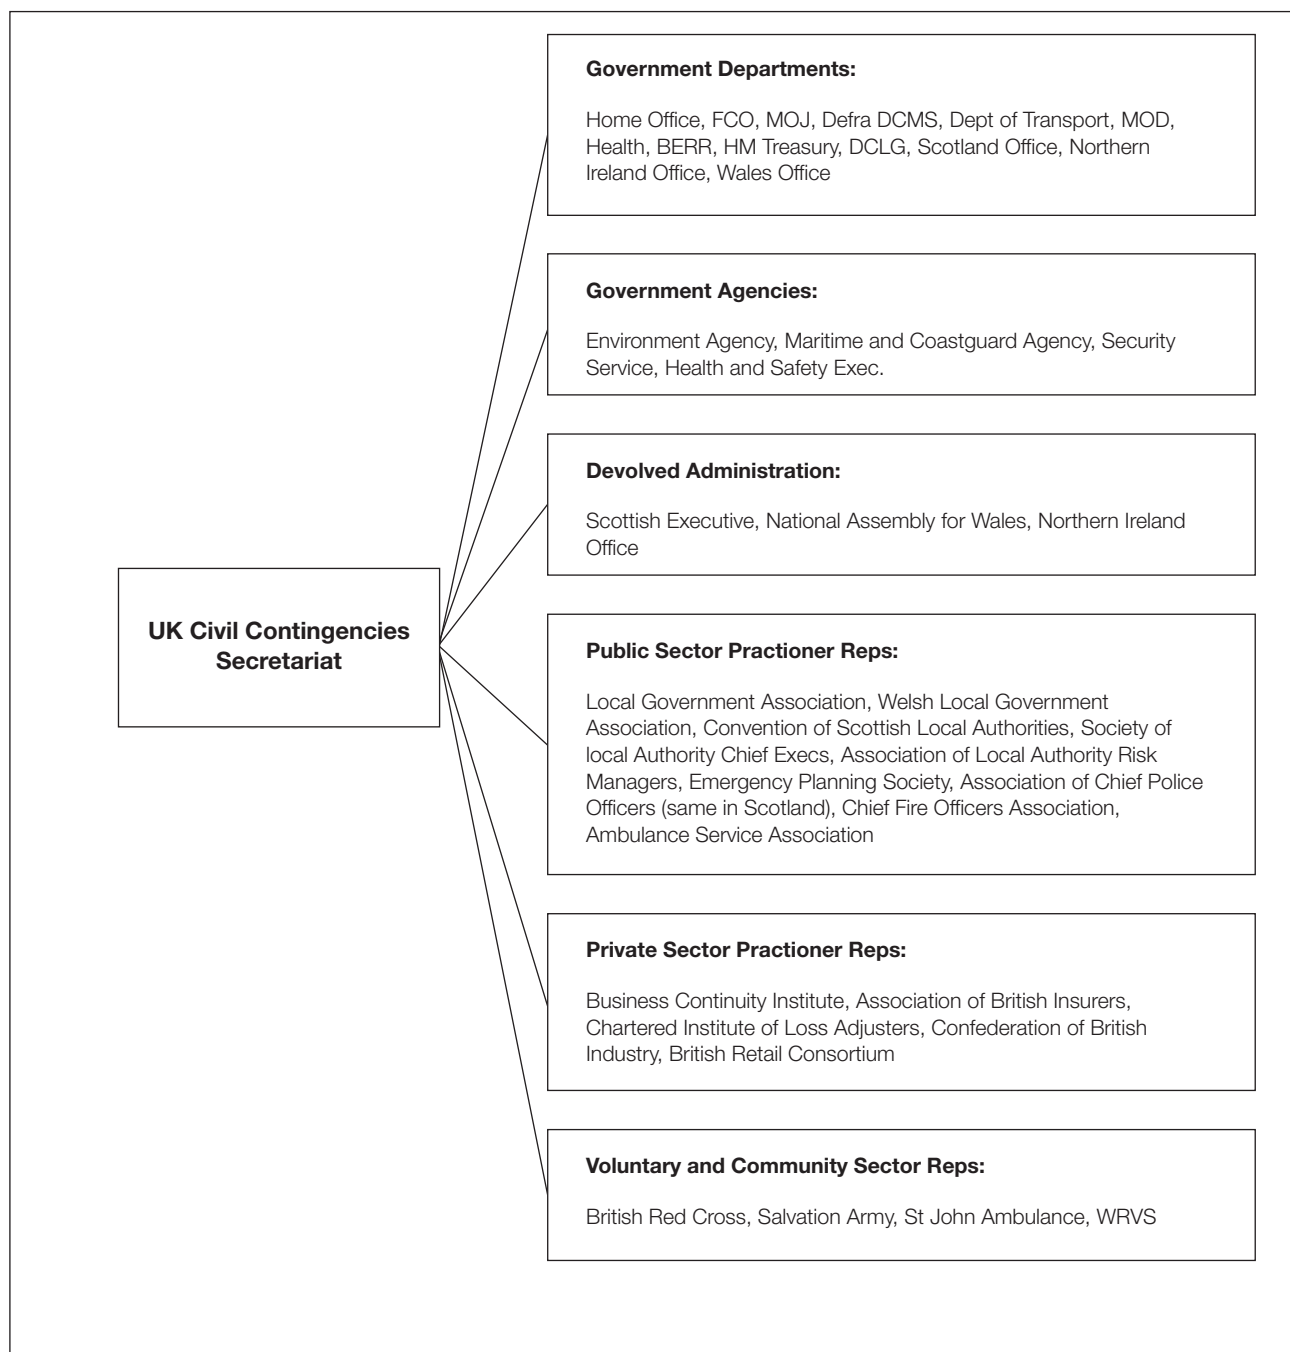 Government Departments:
Home Office, FCO, MOJ, Defra DCMS, Dept of Transport, MOD,
Health, BERR, HM Treasury, DCLG, Scotland Office, Northern
Ireland Office, Wales Office
Government Agencies:
Environment Agency, Maritime and Coastguard Agency, Security
Service, Health and Safety Exec.
Devolved Administration:
Scottish Executive, National Assembly for Wales, Northern Ireland
Office
UK Civil Contingencies
Secretariat
Public Sector Practioner Reps:
Local Government Association, Welsh Local Government
Association, Convention of Scottish Local Authorities, Society of
local Authority Chief Execs, Association of Local Authority Risk
Managers, Emergency Planning Society, Association of Chief Police
Officers (same in Scotland), Chief Fire Officers Association,
Ambulance Service Association
Private Sector Practioner Reps:
Business Continuity Institute, Association of British Insurers,
Chartered Institute of Loss Adjusters, Confederation of British
Industry, British Retail Consortium
Voluntary and Community Sector Reps:
British Red Cross, Salvation Army, St John Ambulance, WRVS